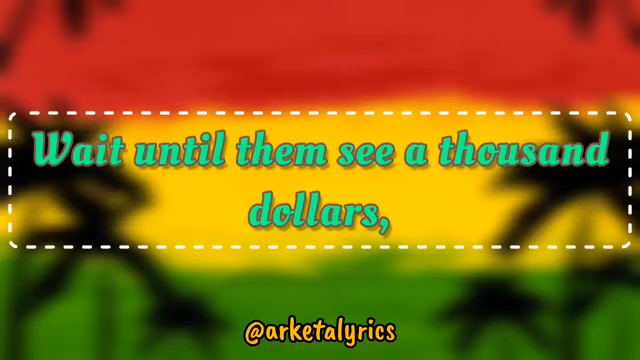 Wait until them see a thousand
dollars,
@arketalyrics